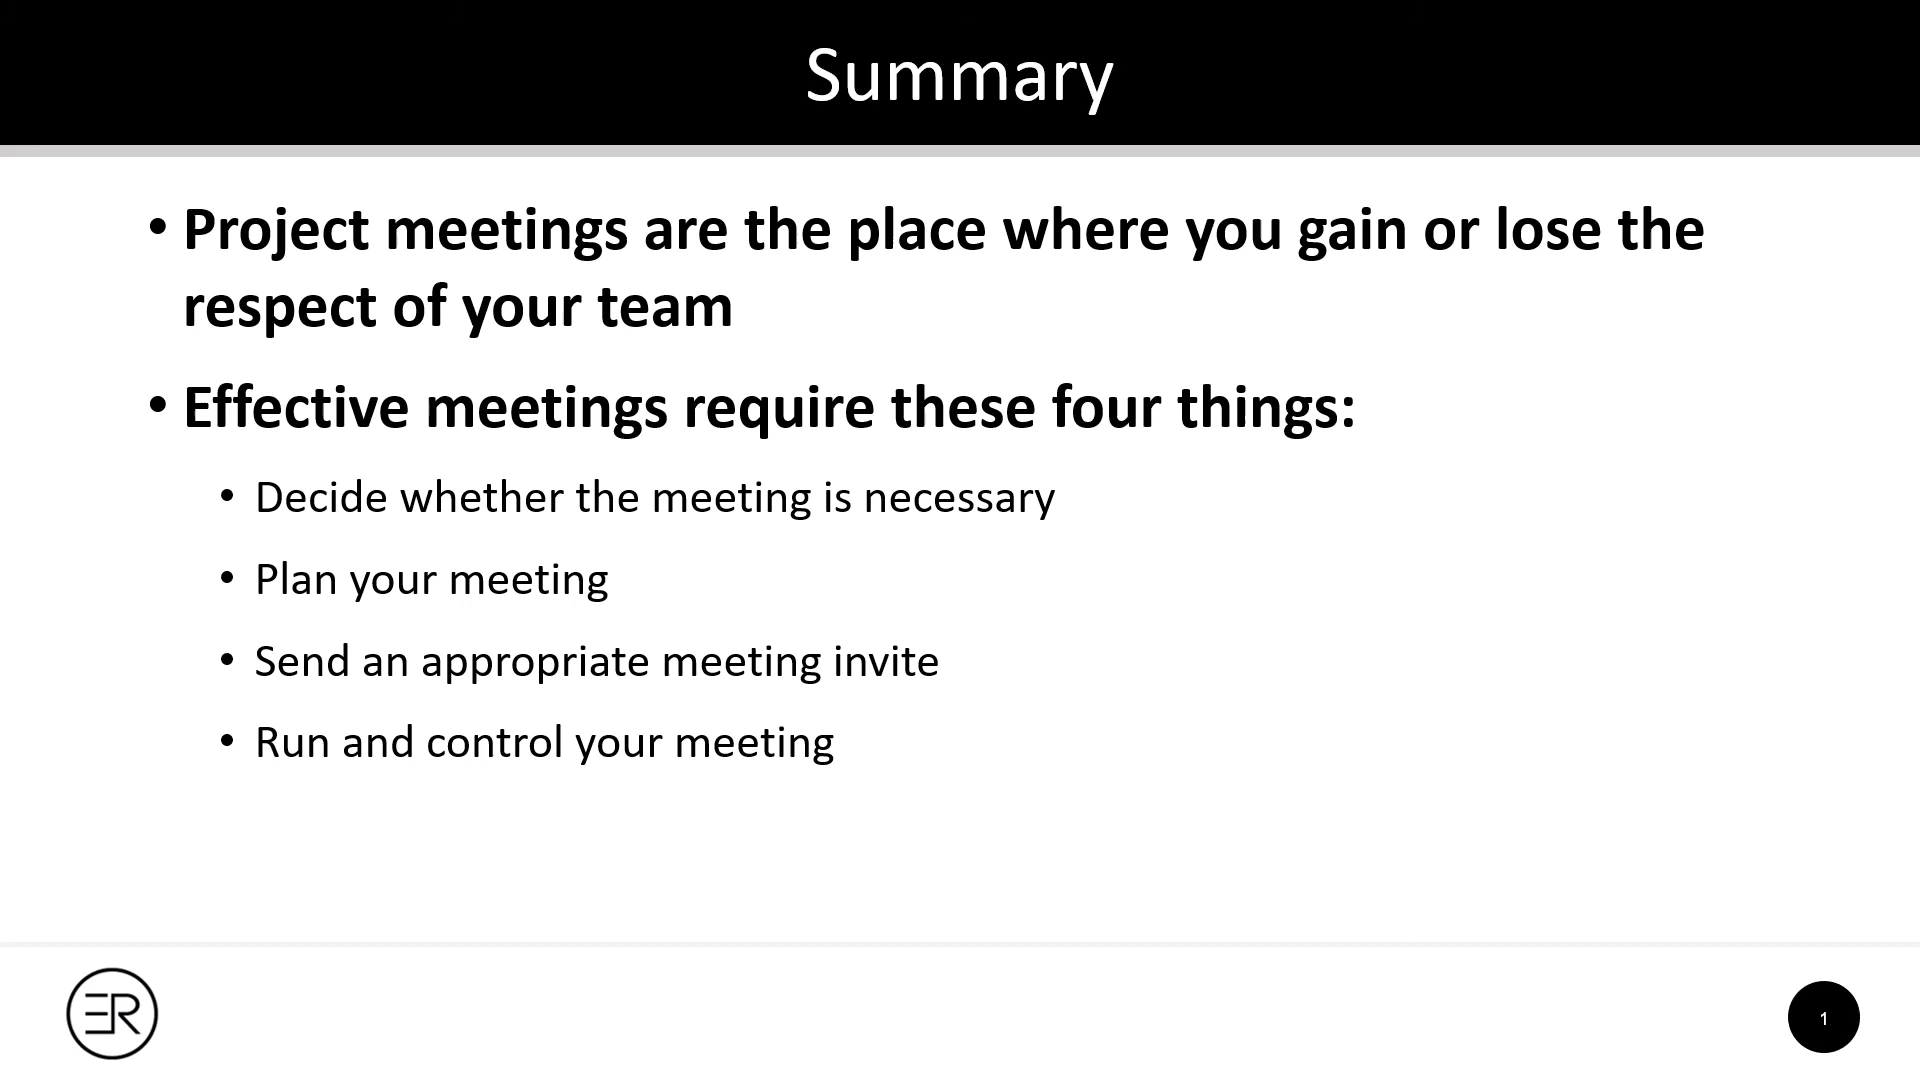 Summary
• Project meetings are the place where you gain or lose the
respect of your team
• Effective meetings require these four things:
• Decide whether the meeting is necessary
• Plan your meeting
• Send an appropriate meeting invite
• Run and control your meeting
ER
1